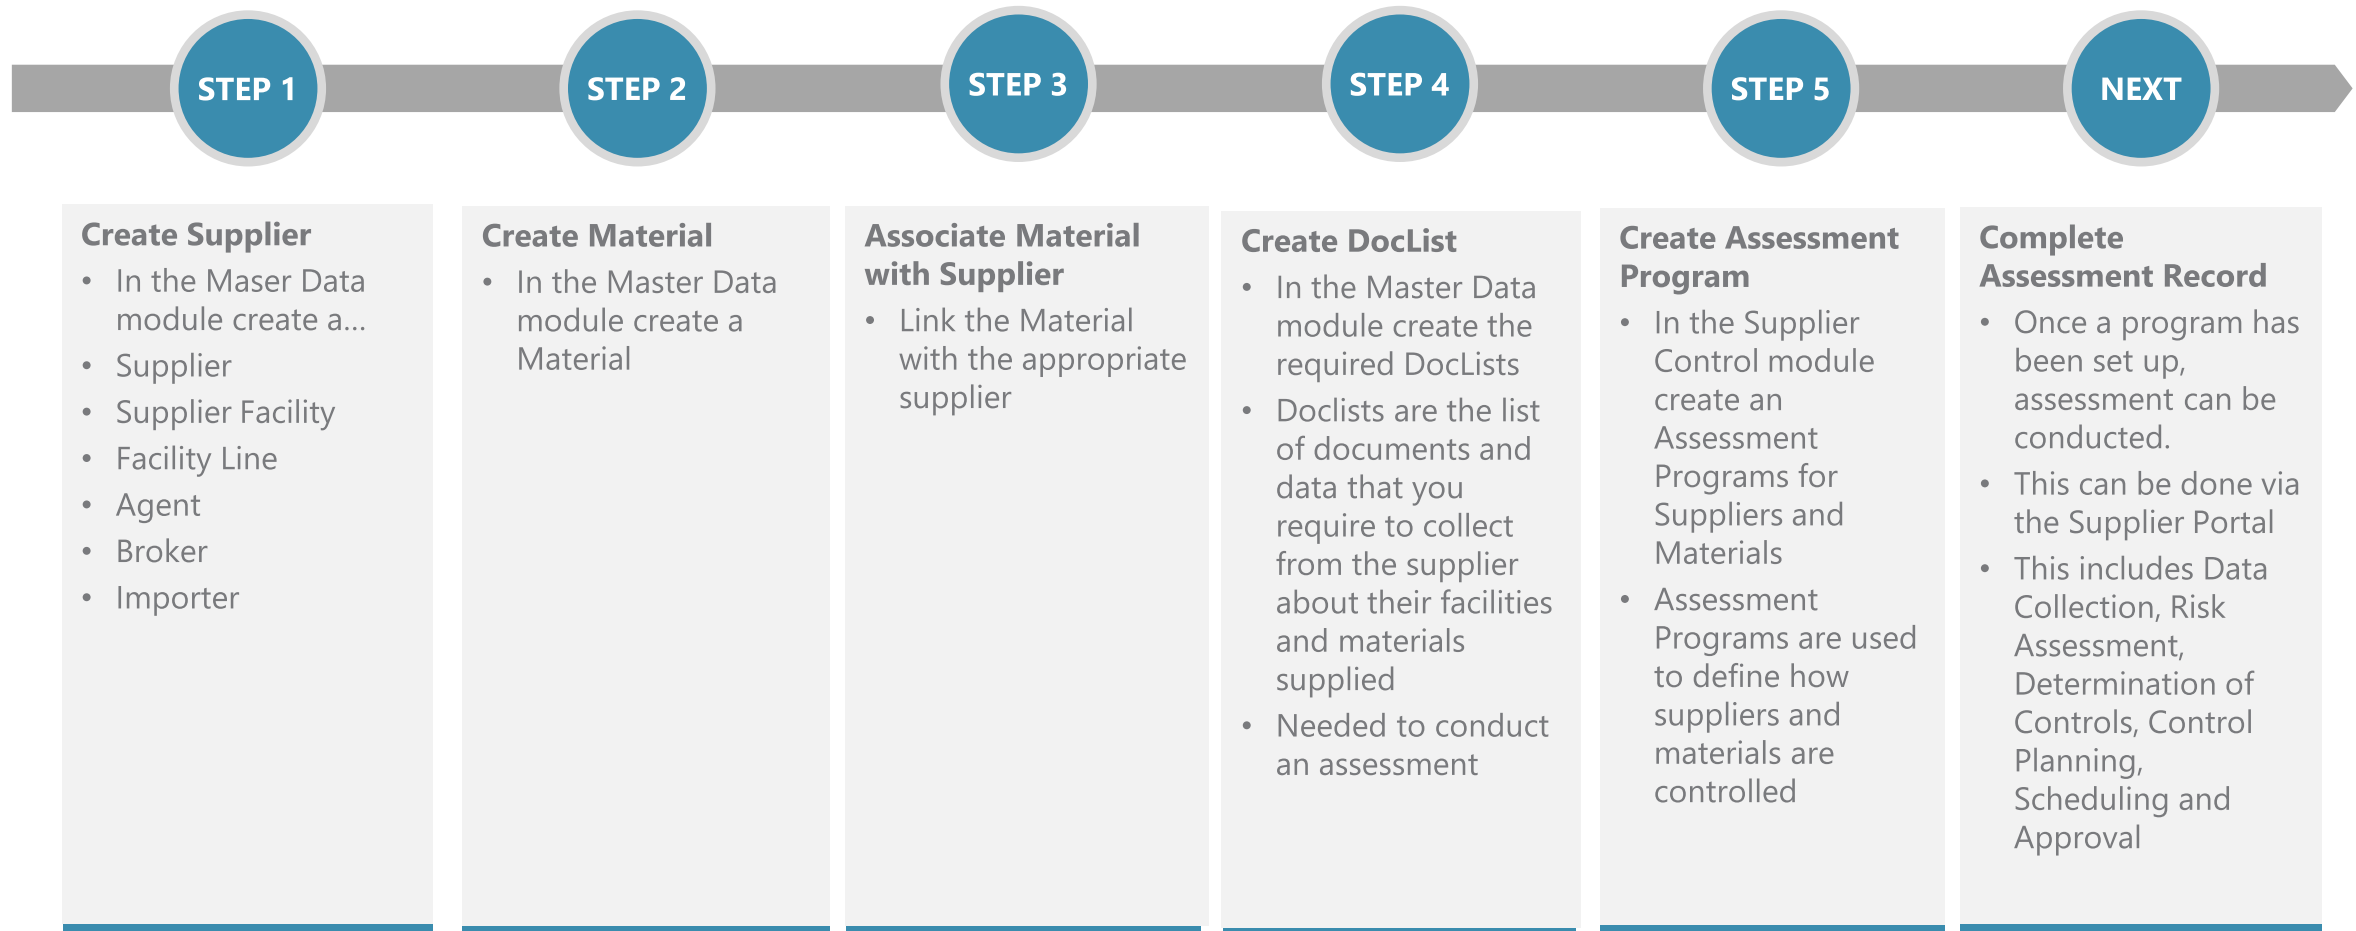 STEP 1
STEP 2
STEP 3
STEP 4
STEP 5
NEXT
Create Supplier
• In the Maser Data
module create a...
• Supplier
• Supplier Facility
• Facility Line
• Agent
• Broker
• Importer
Create Material
• In the Master Data
module create a
Material
Associate Material
with Supplier
• Link the Material
with the appropriate
supplier
Create DocList
• In the Master Data
module create the
required DocLists
• Doclists are the list
of documents and
data that you
require to collect
from the supplier
about their facilities
and materials
supplied
• Needed to conduct
an assessment
Create Assessment
Program
• In the Supplier
Control module
create an
Assessment
Programs for
Suppliers and
Materials
• Assessment
Programs are used
to define how
suppliers and
materials are
controlled
Complete
Assessment Record
• Once a program has
been set up,
assessment can be
conducted.
• This can be done via
the Supplier Portal
• This includes Data
Collection, Risk
Assessment,
Determination of
Controls, Control
Planning,
Scheduling and
Approval